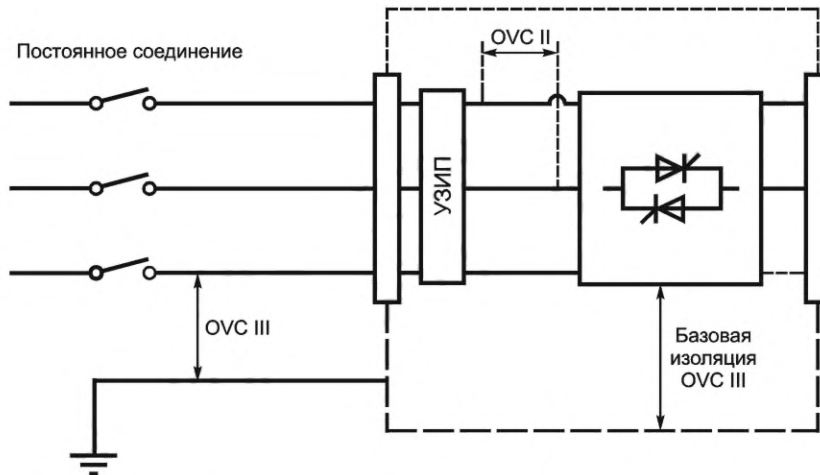 OVC II
Постоянное соединение
УЗИП
OVC III
Базовая
изоляция
OVC III